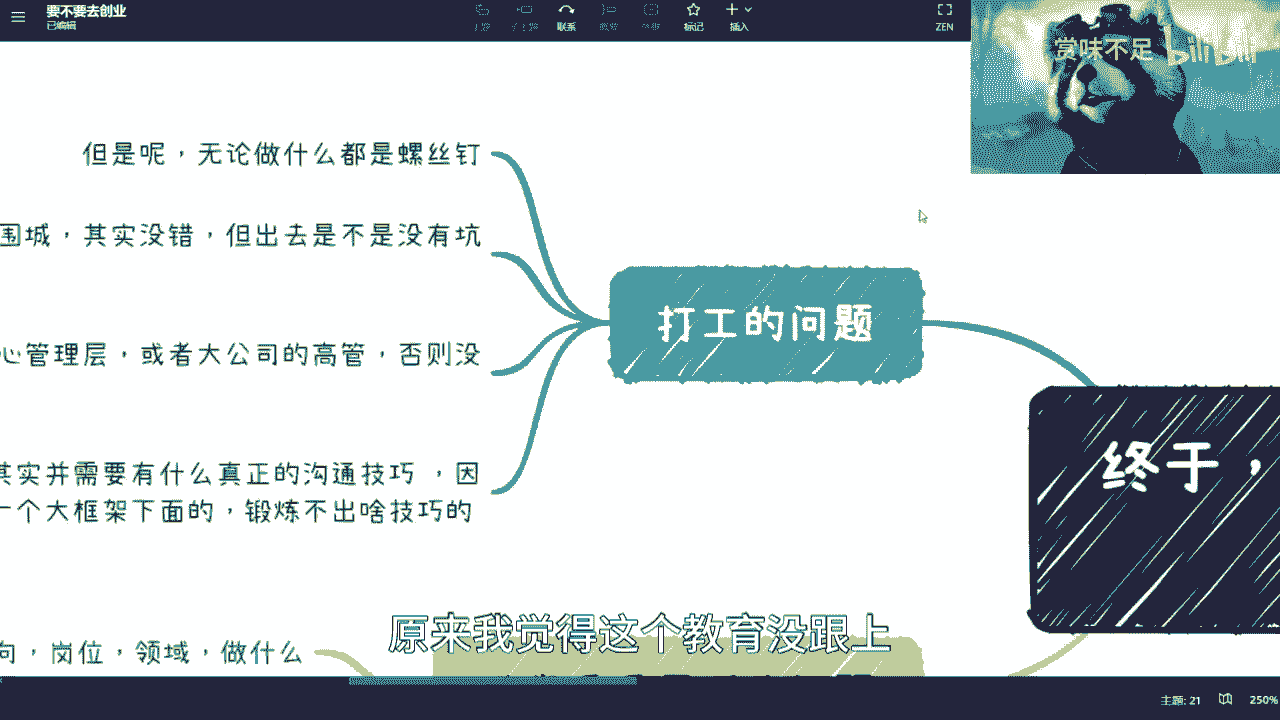 要不要去创业
已编辑
联系
标记
插入
ZEN
赏味不足 bilibili
但是呢，无论做什么都是螺丝钉
围城，其实没错，但出去是不是没有坑
打工的问题
心管理层，或者大公司的高管，否则没
终于，
其实并需要有什么真正的沟通技巧 ，因
一个大框架下面的，锻炼不出啥技巧的
原来我觉得这个教育没跟上
向，岗位，领域，做什么
主题: 21
250%